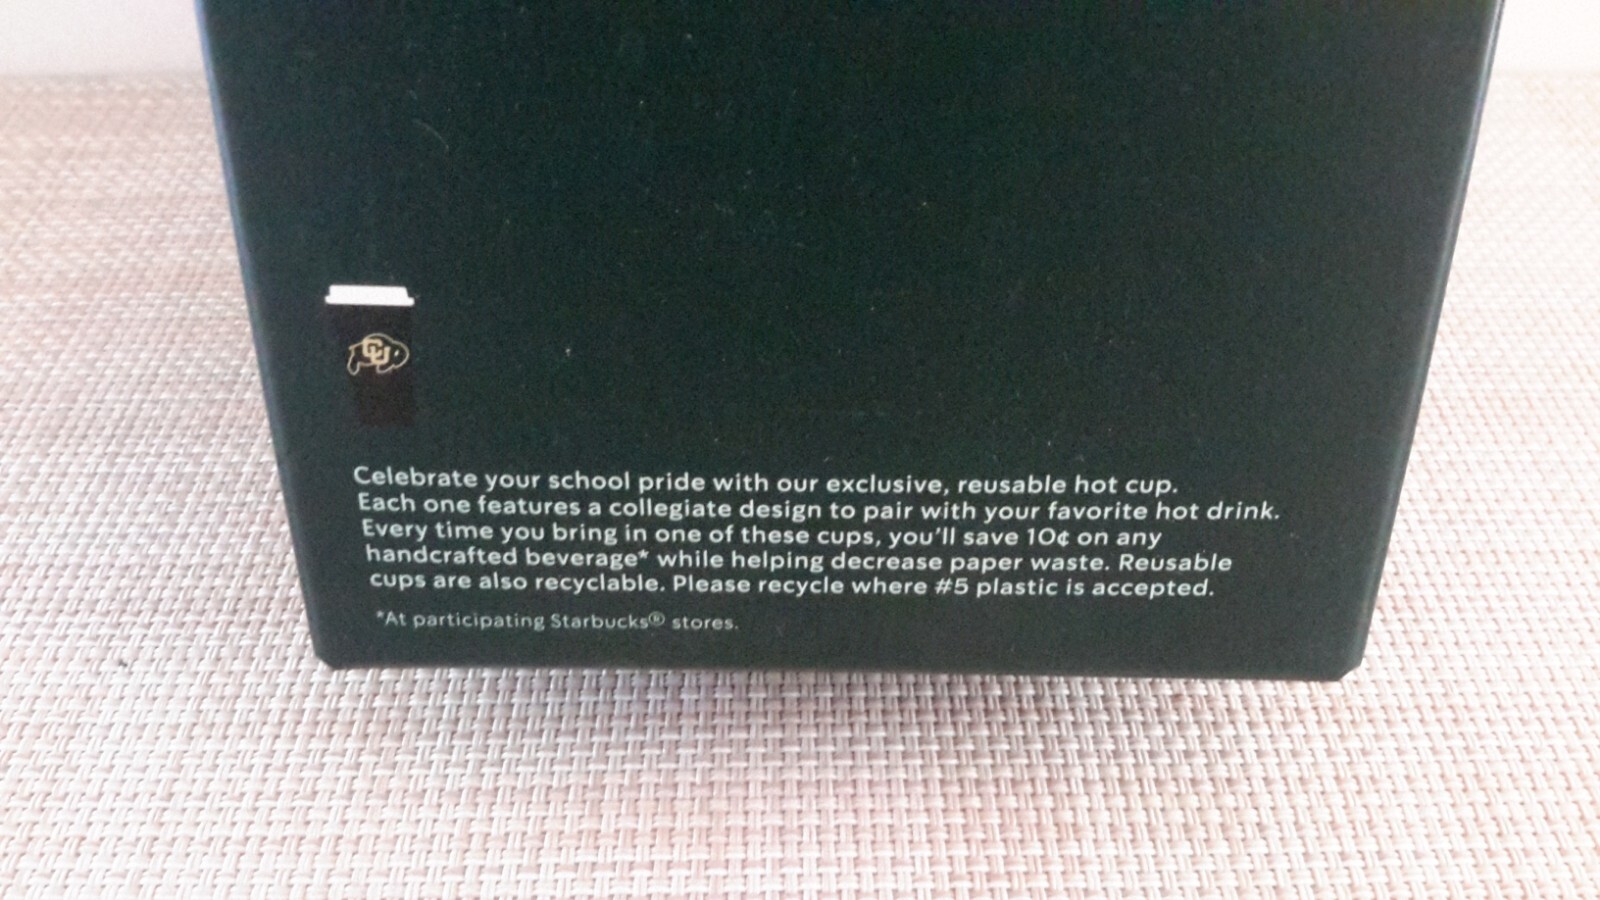 CU
Celebrate your school pride with our exclusive, reusable hot cup.
Each one features a collegiate design to pair with your favorite hot drink.
Every time you bring in one of these cups, you'll save 10¢ on any
handcrafted beverage* while helping decrease paper waste. Reusable
cups are also recyclable. Please recycle where #5 plastic is accepted.
*At participating Starbucks® stores.